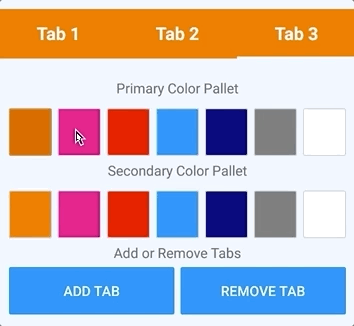 Tab 1 Tab 2 Tab 3
Primary Color Pallet
Secondary Color Pallet
Add or Remove Tabs
ADD TAB REMOVE TAB